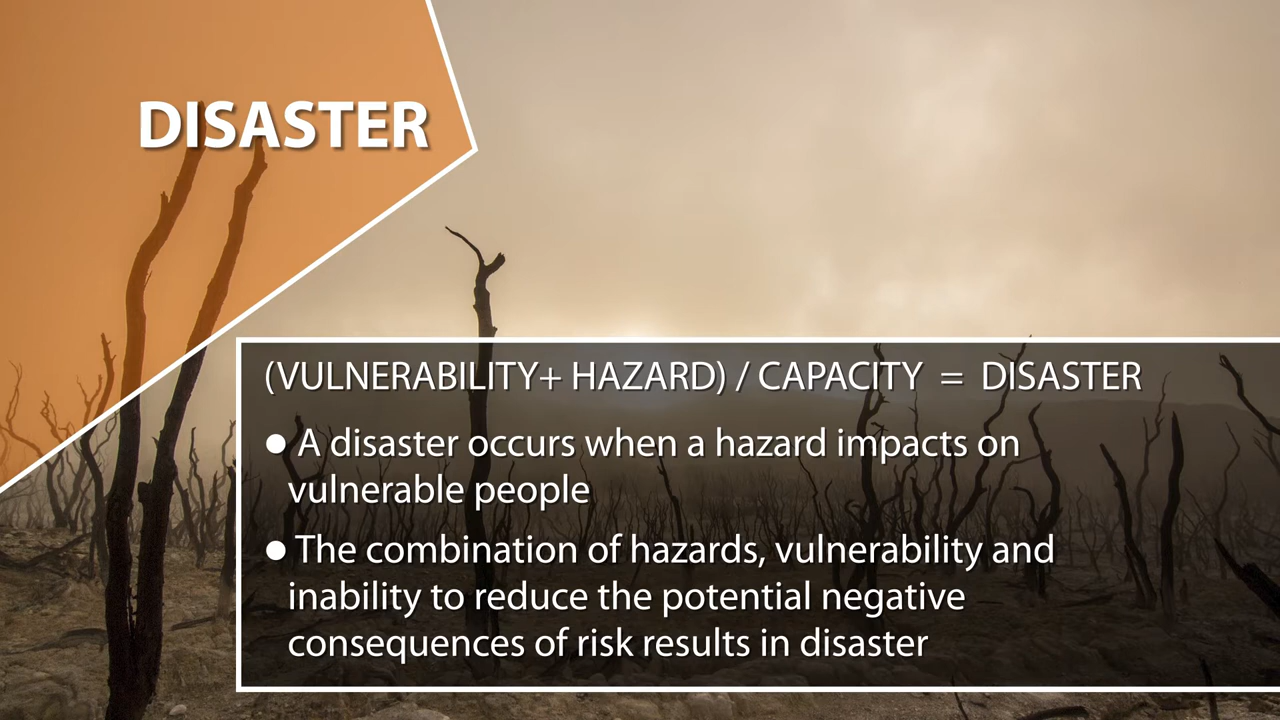 DISASTER
(VULNERABILITY+ HAZARD) / CAPACITY = DISASTER
● A disaster occurs when a hazard impacts on
vulnerable people
● The combination of hazards, vulnerability and
inability to reduce the potential negative
consequences of risk results in disaster